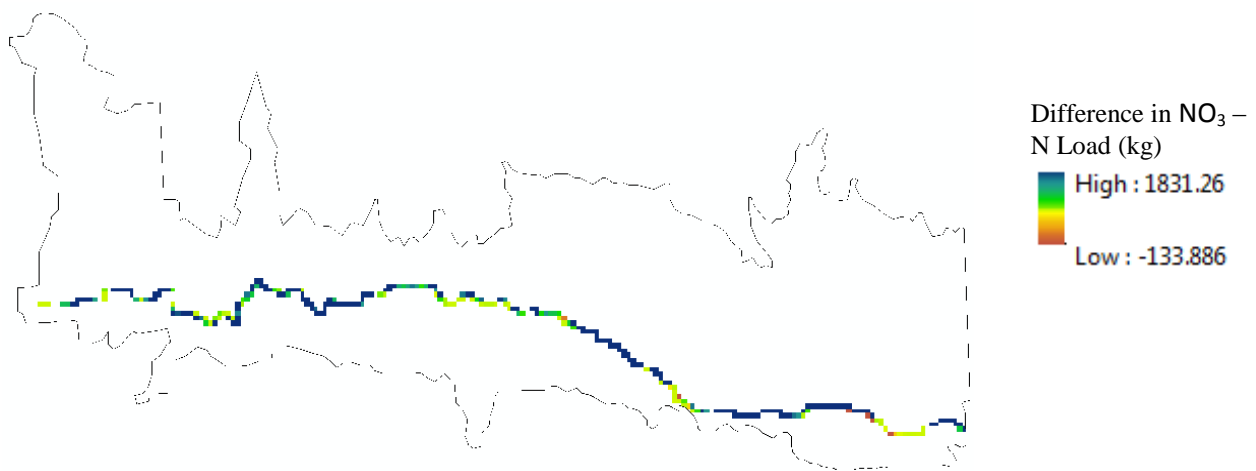 Difference in NO₃ –
N Load (kg)
High : 1831.26
Low : -133.886